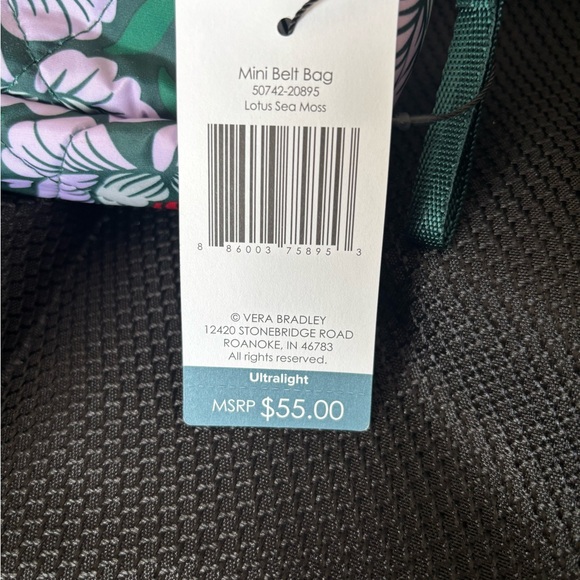 Mini Belt Bag
50742-20895
Lotus Sea Moss
8 86003 75895 3
© VERA BRADLEY
12420 STONEBRIDGE ROAD
ROANOKE, IN 46783
All rights reserved.
Ultralight
MSRP $55.00